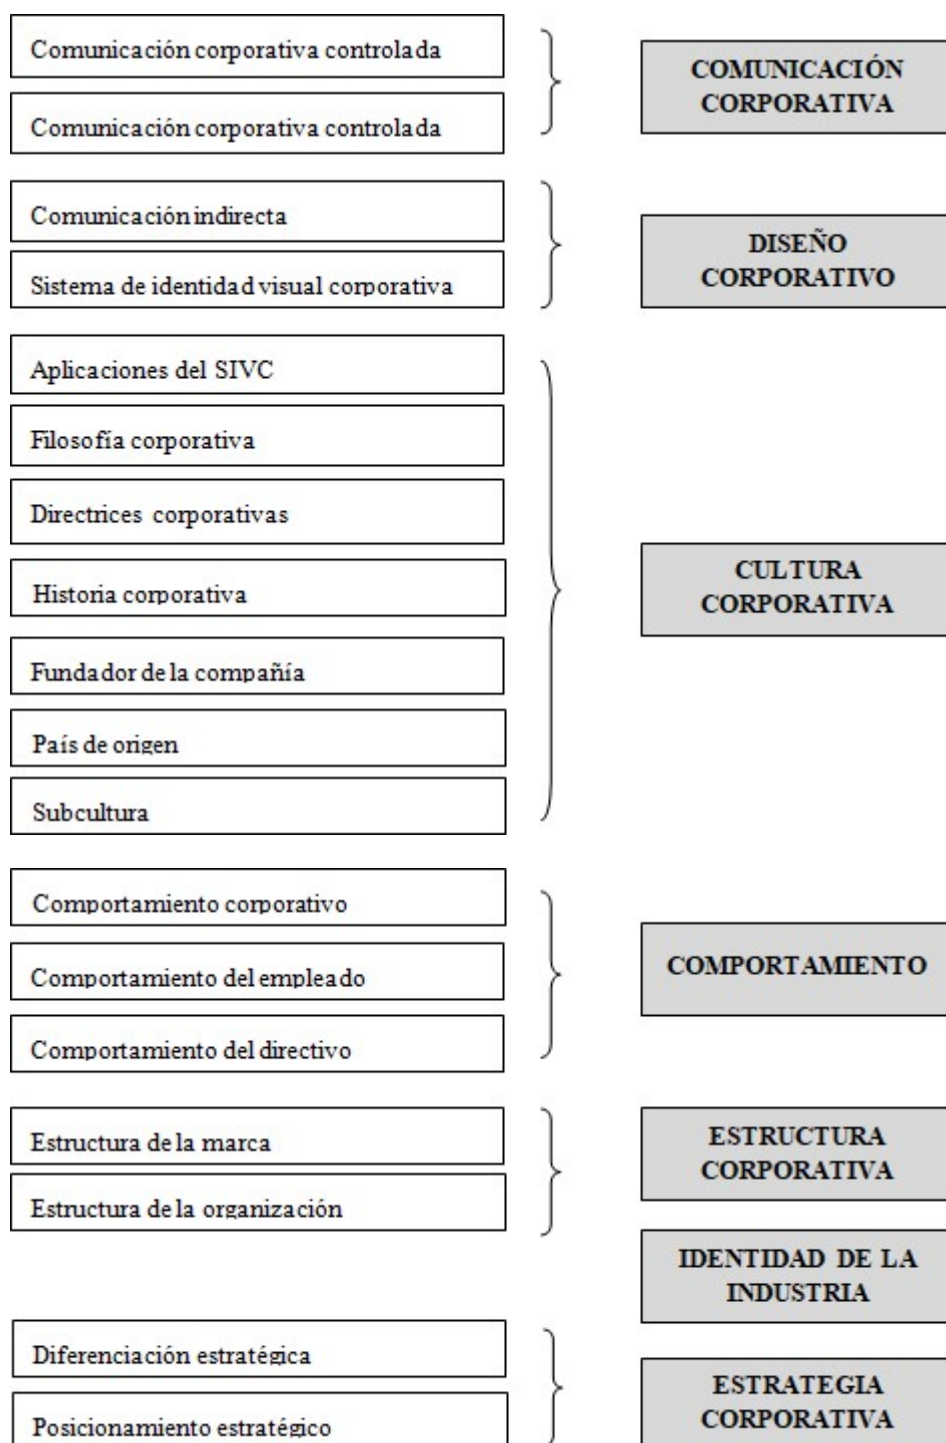 Comunicación corporativa controlada
Comunicación corporativa controlada
COMUNICACIÓN
CORPORATIVA
Comunicación indirecta
Sistema de identidad visual corporativa
DISEÑO
CORPORATIVO
Aplicaciones del SIVC
Filosofía corporativa
Directrices corporativas
Historia corporativa
Fundador de la compañía
País de origen
Subcultura
CULTURA
CORPORATIVA
Comportamiento corporativo
Comportamiento del empleado
Comportamiento del directivo
COMPORTAMIENTO
Estructura de la marca
Estructura de la organización
ESTRUCTURA
CORPORATIVA
IDENTIDAD DE LA
INDUSTRIA
Diferenciación estratégica
Posicionamiento estratégico
ESTRATEGIA
CORPORATIVA